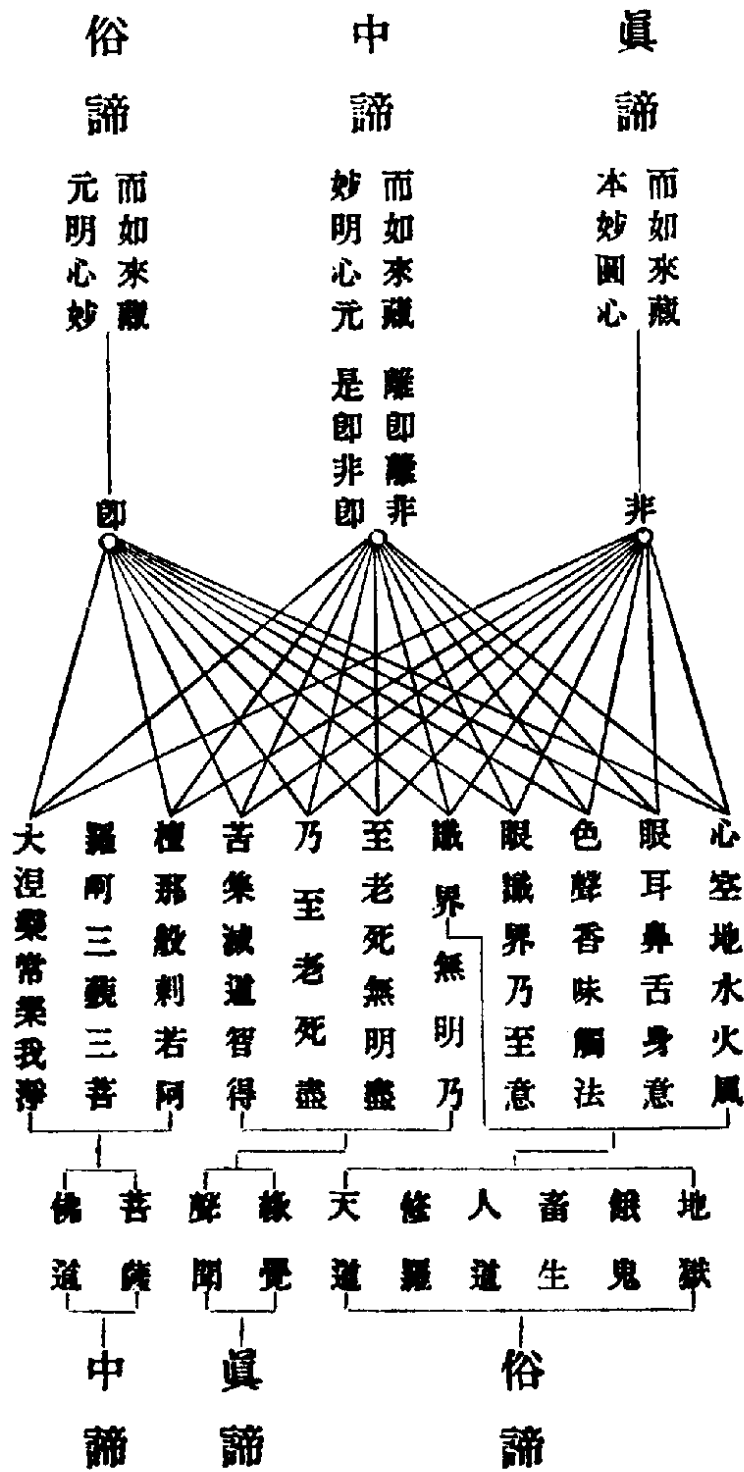 眞諦
中諦
俗諦
而如來藏
本妙圓心
而如來藏
妙明心元
而如來藏
元明心妙
離即離非
是即非即
非
即
心空地水火風
眼耳鼻舌身意
色聲香味觸法
眼識界乃至意
識界無明乃
至老死無明盡
乃至老死盡
苦集滅道智得
檀那般剌若阿
羅呵三藐三菩
大涅槃常樂我淨
地獄
餓鬼
畜生
人道
修羅
天道
緣覺
聲聞
菩薩
佛道
俗諦
眞諦
中諦